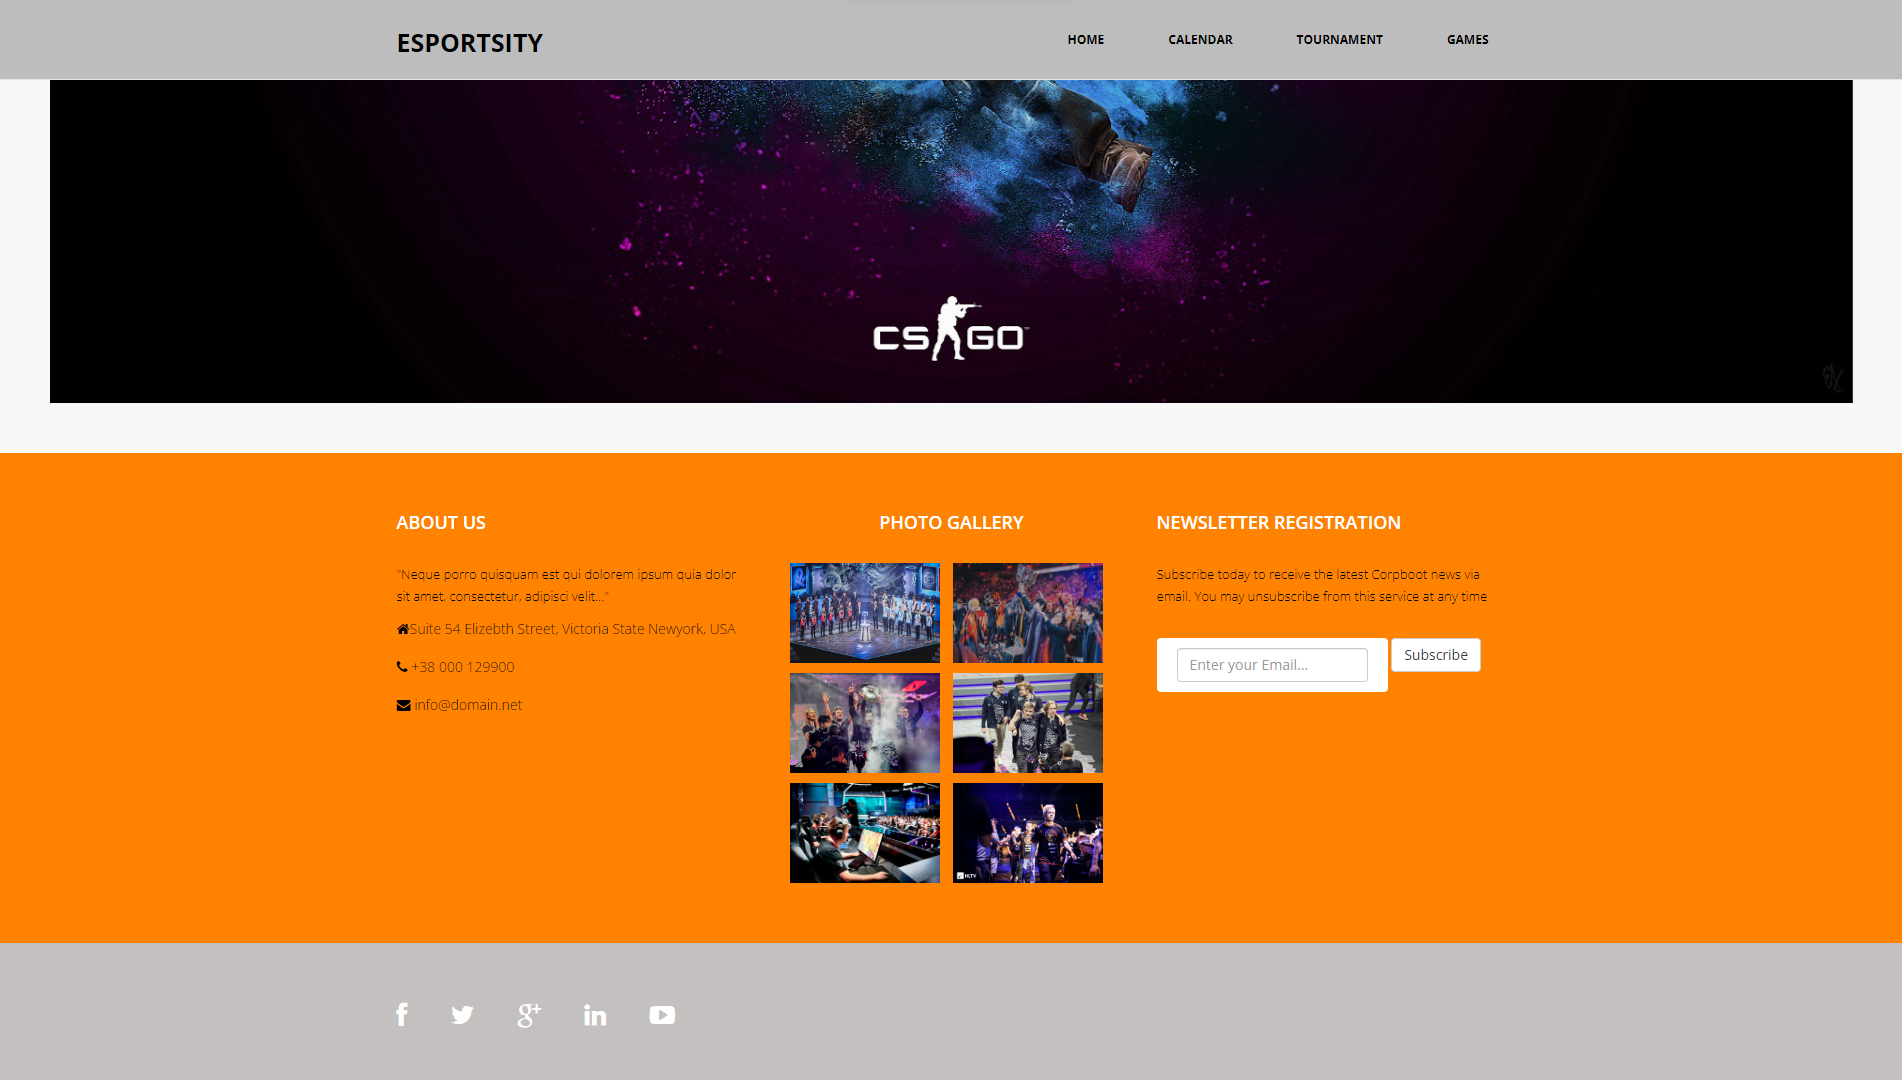 ESPORTSITY
HOME CALENDAR TOURNAMENT GAMES
CS GO
ABOUT US
"Neque porro quisquam est qui dolorem ipsum quia dolor
sit amet, consectetur, adipisci velit..."
Suite 54 Elizebth Street, Victoria State Newyork, USA
+38 000 129900
info@domain.net
PHOTO GALLERY
HLTV
NEWSLETTER REGISTRATION
Subscribe today to receive the latest Corpboot news via
email. You may unsubscribe from this service at any time
Enter your Email...
Subscribe
f g+ in